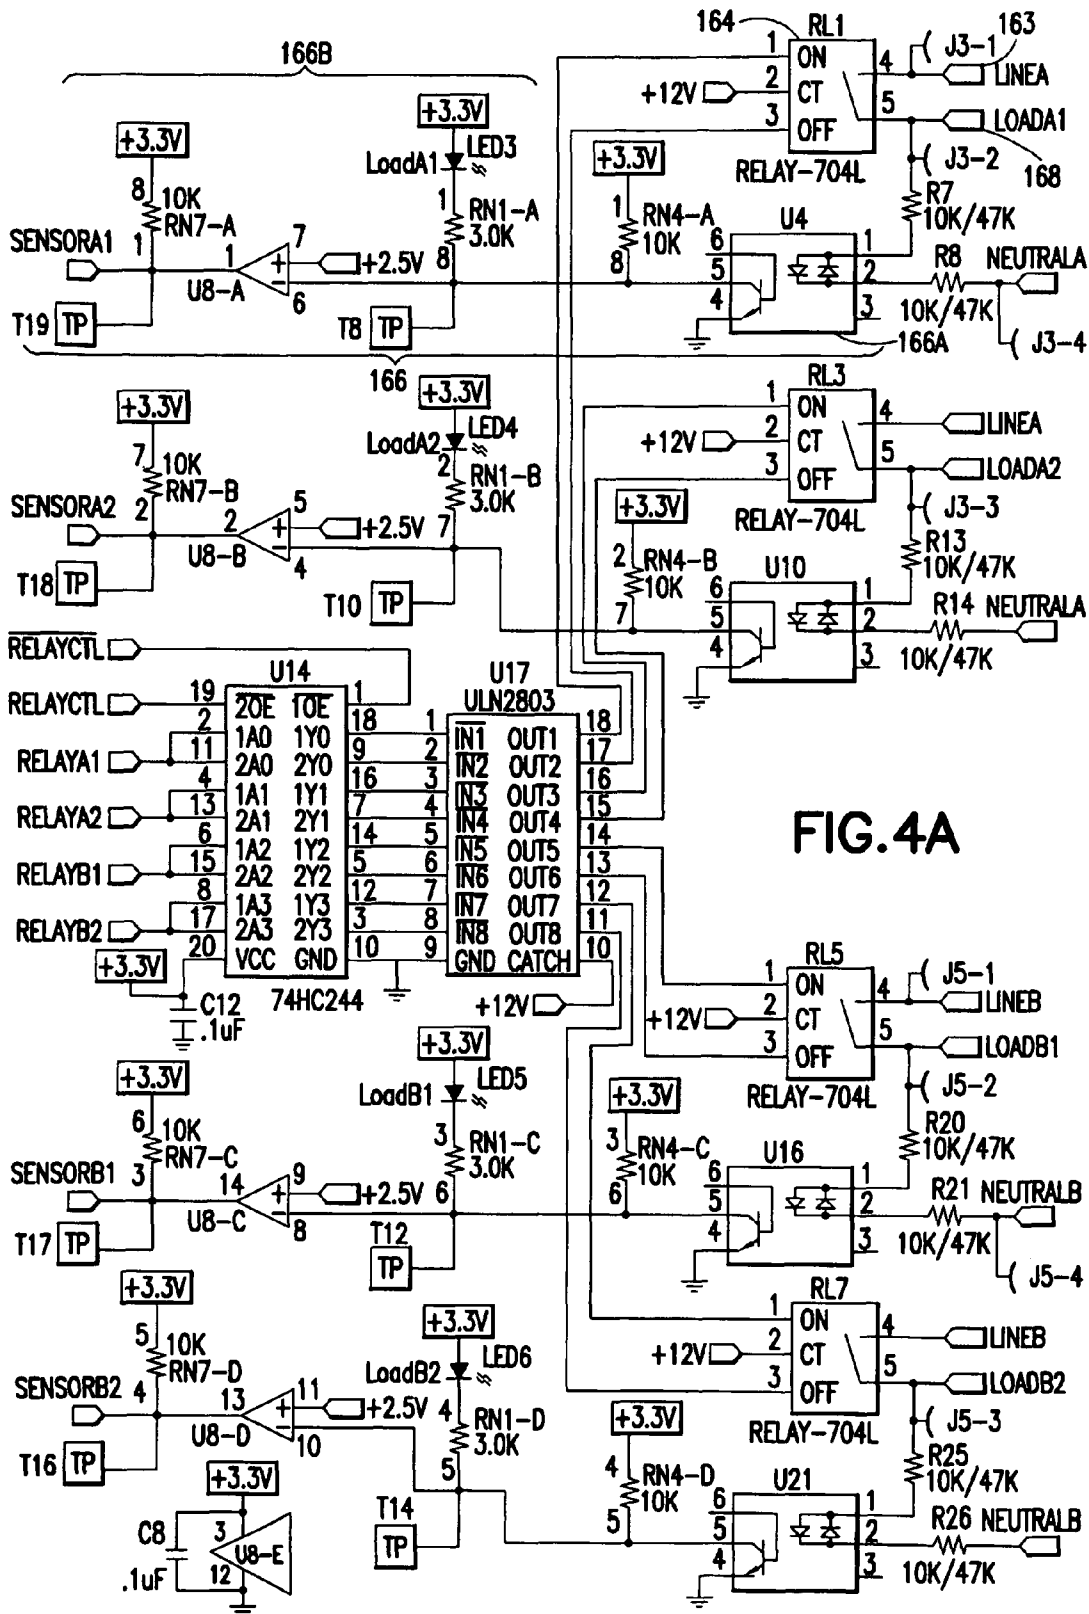 164 RL1
166B
1 ON 4 J3-1 163
+12V 2 CT LINEA
3 OFF 5 LOADA1
RELAY-704L J3-2 168
+3.3V
+3.3V
LoadA1 LED3
+3.3V
8 10K
RN7-A
1 RN1-A
3.0K
8
1 RN4-A
10K
8
U4
R7
10K/47K
SENSORA1 1 1 7
+ +2.5V
U8-A − 6
6
5
4
1
2
3
R8 NEUTRALA
10K/47K
T19 TP
T8 TP
166A
J3-4
166
RL3
+3.3V
+3.3V
LoadA2 LED4
1 ON 4 LINEA
+12V 2 CT
3 OFF 5 LOADA2
RELAY-704L J3-3
7 10K
RN7-B
2 RN1-B
3.0K
7
+3.3V
2 RN4-B
10K
7
U10
R13
10K/47K
SENSORA2 2 2 5
+ +2.5V
U8-B − 4
6
5
4
1
2
3
R14 NEUTRALA
10K/47K
T18 TP
T10 TP
RELAYCTL
U14 U17
ULN2803
RELAYCTL 19 2OE 1OE 1
2 1A0 1Y0 18 1 IN1 OUT1 18
RELAYA1 11 2A0 2Y0 9 2 IN2 OUT2 17
4 1A1 1Y1 16 3 IN3 OUT3 16
RELAYA2 13 2A1 2Y1 7 4 IN4 OUT4 15
6 1A2 1Y2 14 5 IN5 OUT5 14
RELAYB1 15 2A2 2Y2 5 6 IN6 OUT6 13
8 1A3 1Y3 12 7 IN7 OUT7 12
RELAYB2 17 2A3 2Y3 3 8 IN8 OUT8 11
20 VCC GND 10 9 GND CATCH 10
+3.3V
74HC244
C12
.1uF
+12V
FIG.4A
RL5
1 ON 4 J5-1
+12V 2 CT LINEB
3 OFF 5 LOADB1
RELAY-704L J5-2
+3.3V
+3.3V
LoadB1 LED5
+3.3V
6 10K
RN7-C
3 RN1-C
3.0K
6
3 RN4-C
10K
6
U16
R20
10K/47K
SENSORB1 3 14 9
+ +2.5V
U8-C − 8
6
5
4
1
2
3
R21 NEUTRALB
10K/47K
T17 TP
T12
TP
J5-4
RL7
+3.3V
+3.3V
LoadB2 LED6
1 ON 4 LINEB
+12V 2 CT
3 OFF 5 LOADB2
RELAY-704L J5-3
5 10K
RN7-D
4 RN1-D
3.0K
5
+3.3V
4 RN4-D
10K
5
U21
R25
10K/47K
SENSORB2 4 13 11
+ +2.5V
U8-D − 10
6
5
4
1
2
3
R26 NEUTRALB
10K/47K
T16 TP
T14
TP
+3.3V
C8
.1uF
3
U8-E
12